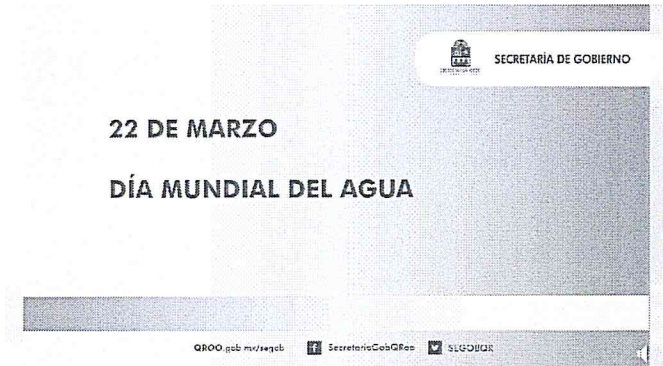 SECRETARÍA DE GOBIERNO
22 DE MARZO
DÍA MUNDIAL DEL AGUA
QROO.gob.mx/segob SecretariaGobQRoo SEGOBQR